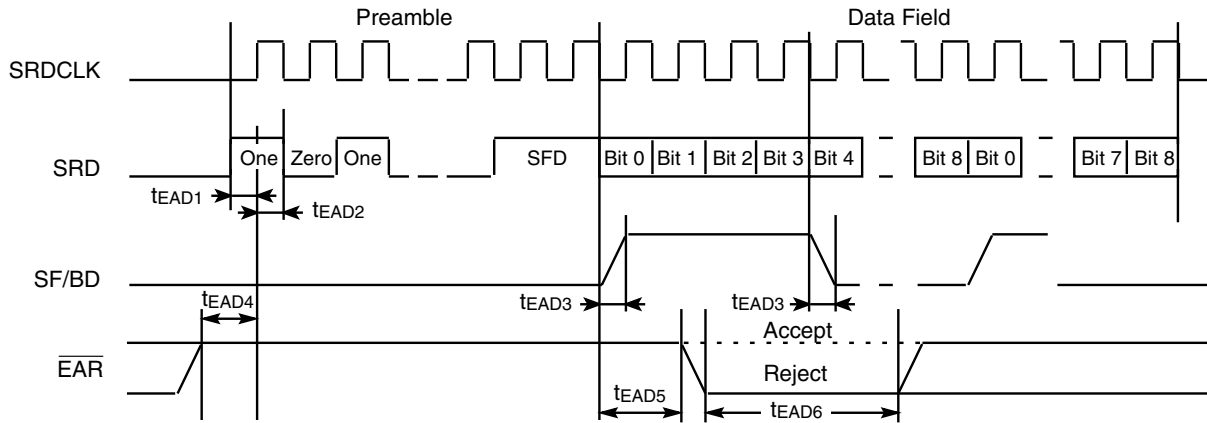 Preamble Data Field
SRDCLK
SRD One Zero One SFD Bit 0 Bit 1 Bit 2 Bit 3 Bit 4 Bit 8 Bit 0 Bit 7 Bit 8
tEAD1
tEAD2
SF/BD
tEAD4 tEAD3 tEAD3
Accept
EAR
Reject
tEAD5 tEAD6